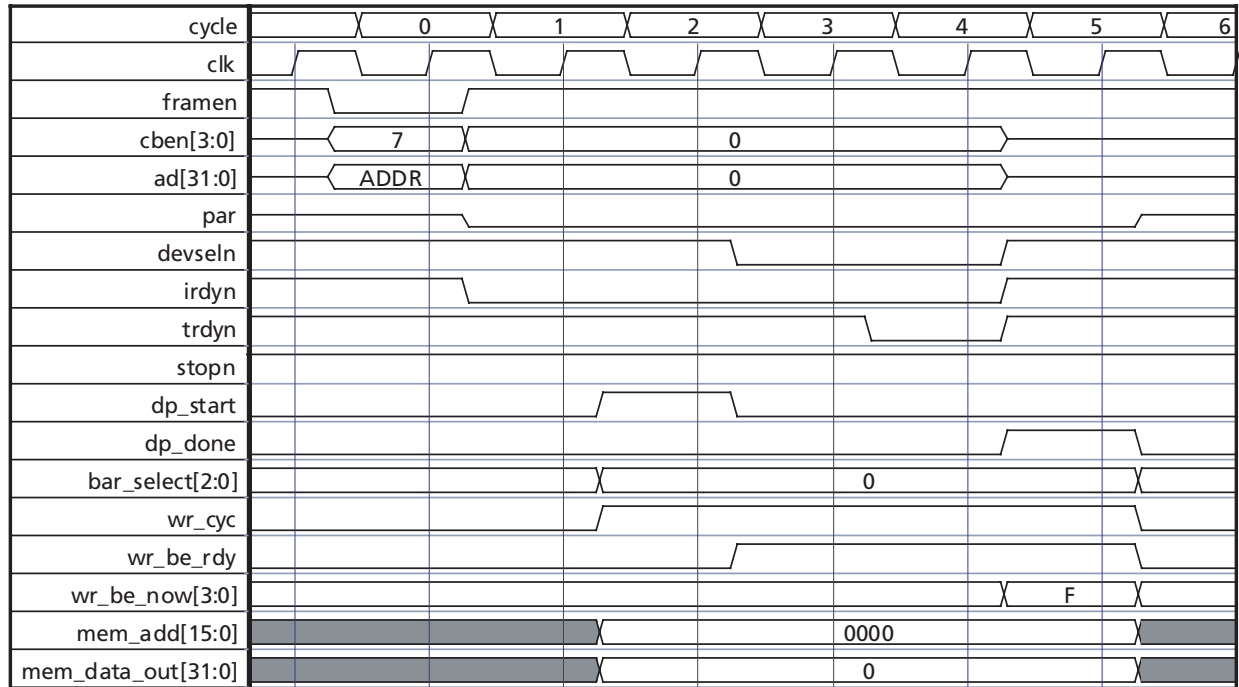 cycle 0 1 2 3 4 5 6
clk
framen
cben[3:0] 7 0
ad[31:0] ADDR 0
par
devseln
irdyn
trdyn
stopn
dp_start
dp_done
bar_select[2:0] 0
wr_cyc
wr_be_rdy
wr_be_now[3:0] F
mem_add[15:0] 0000
mem_data_out[31:0] 0